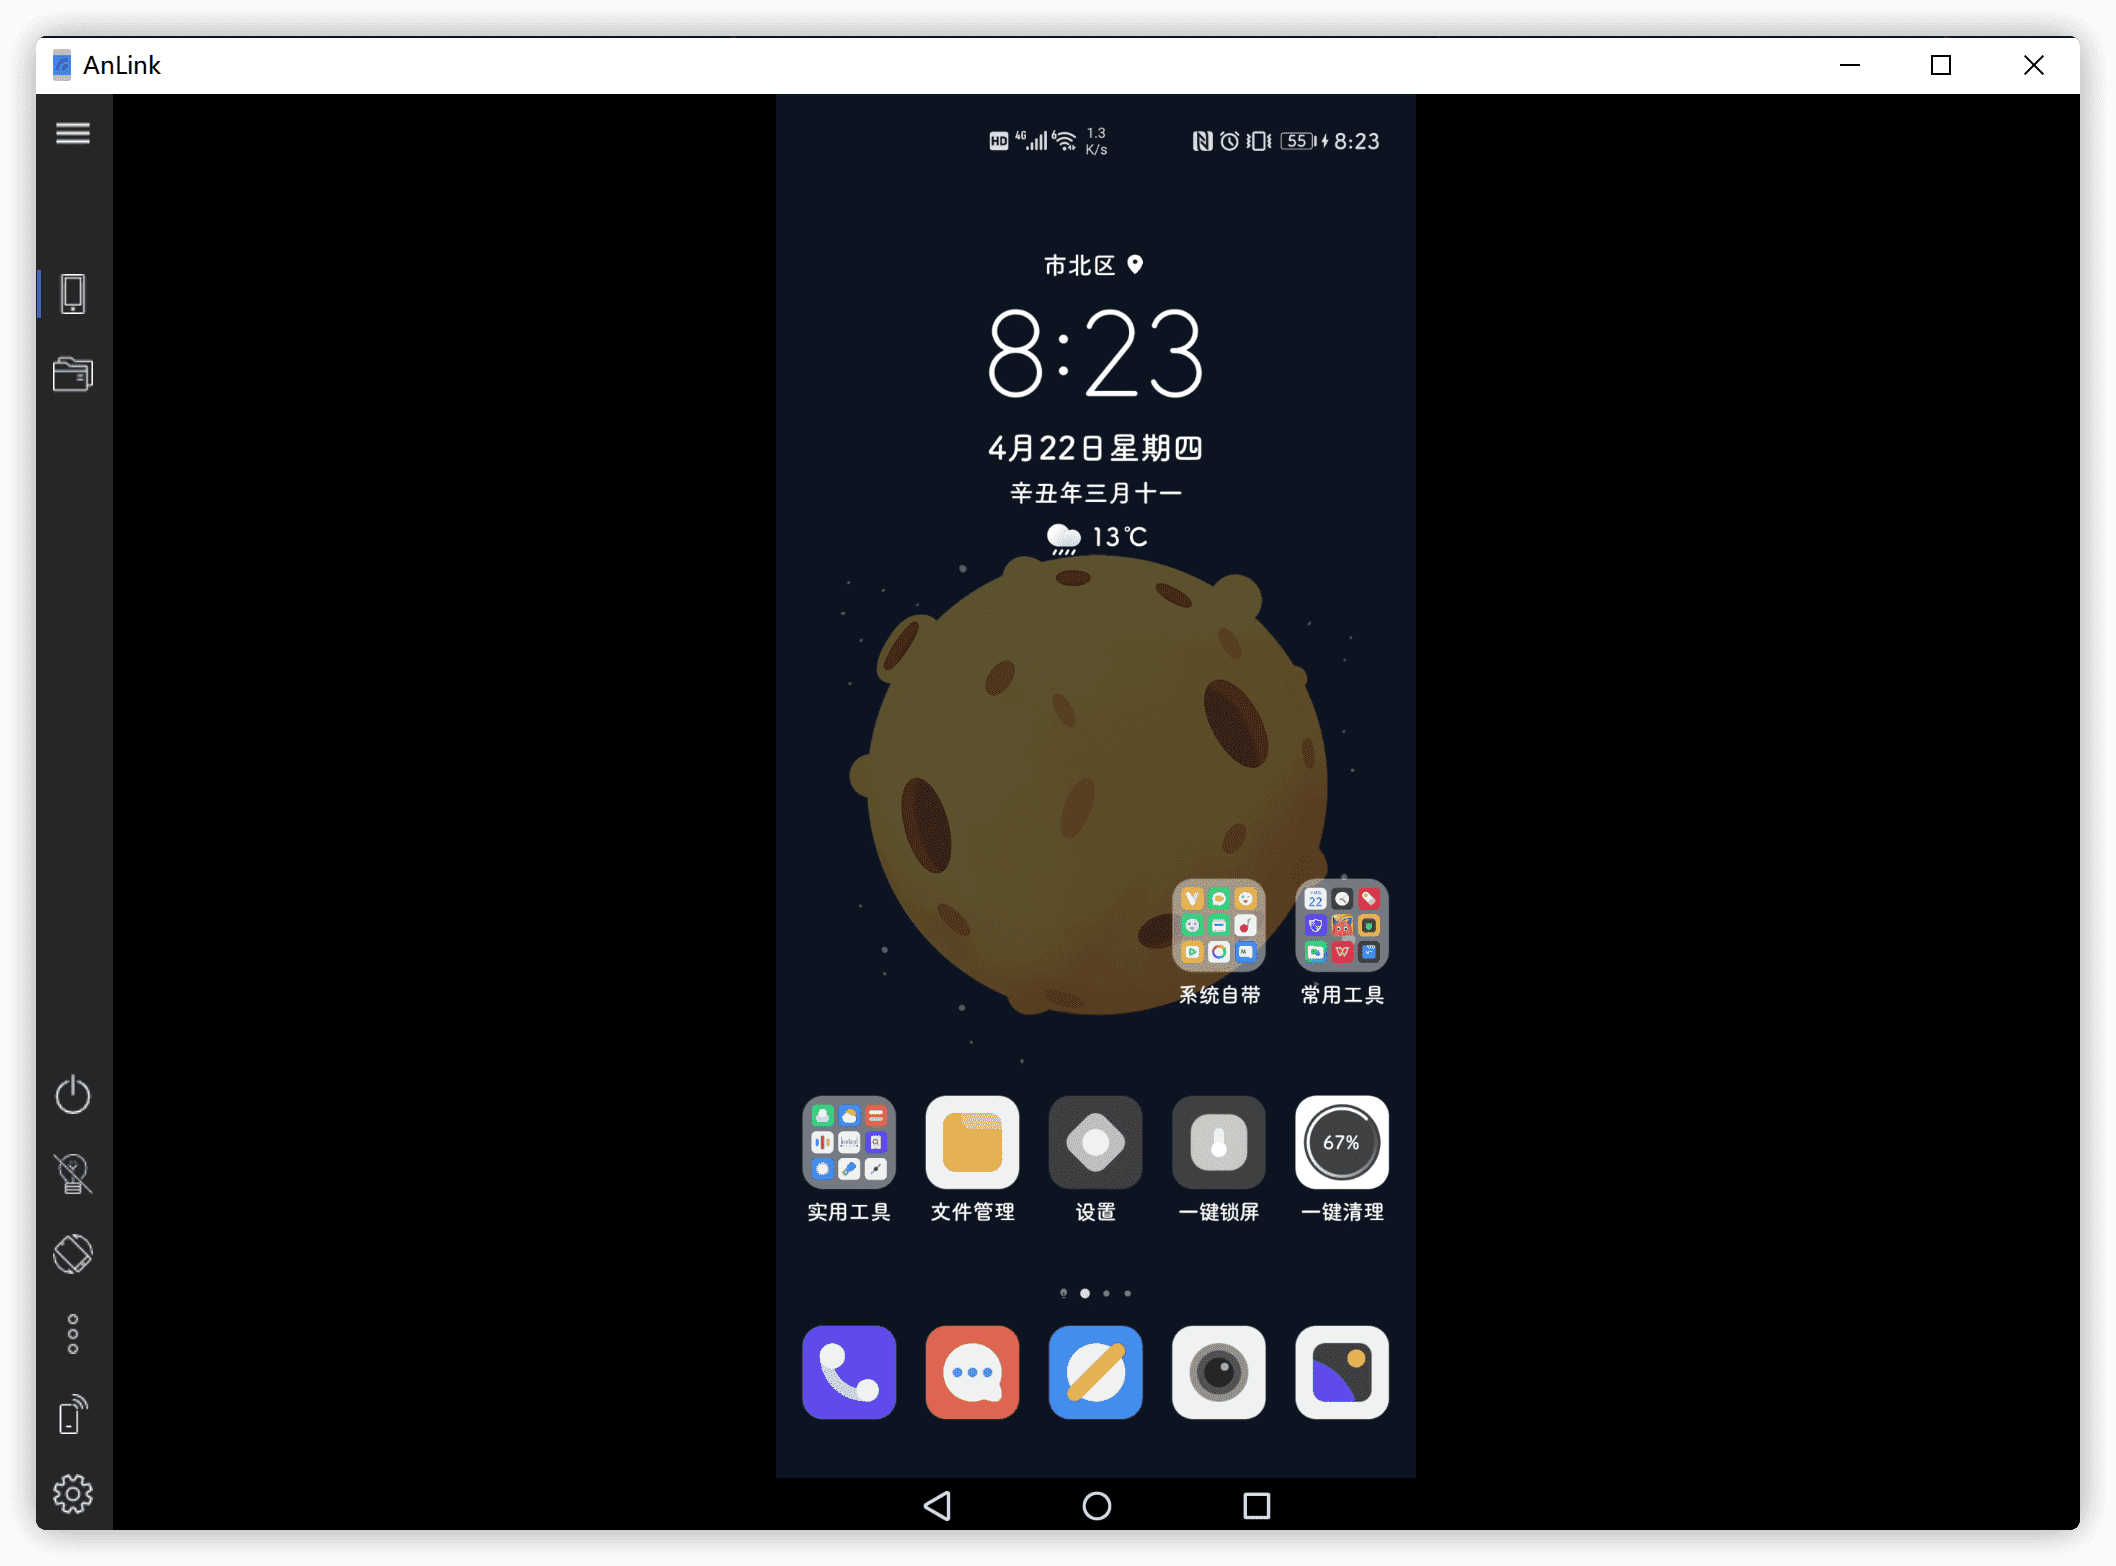 AnLink
HD 4G 6 1.3 K/s 55 8:23
市北区
8:23
4月22日星期四
辛丑年三月十一
13℃
22
系统自带 常用工具
67%
实用工具 文件管理 设置 一键锁屏 一键清理